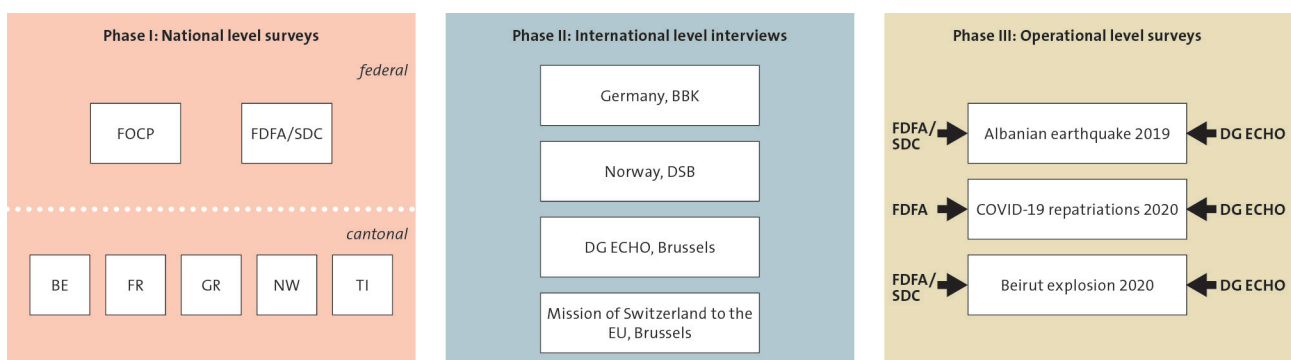 Phase I: National level surveys
federal
FOCP
FDFA/SDC
cantonal
BE
FR
GR
NW
TI
Phase II: International level interviews
Germany, BBK
Norway, DSB
DG ECHO, Brussels
Mission of Switzerland to the
EU, Brussels
Phase III: Operational level surveys
FDFA/
SDC
Albanian earthquake 2019
DG ECHO
FDFA
COVID-19 repatriations 2020
DG ECHO
FDFA/
SDC
Beirut explosion 2020
DG ECHO